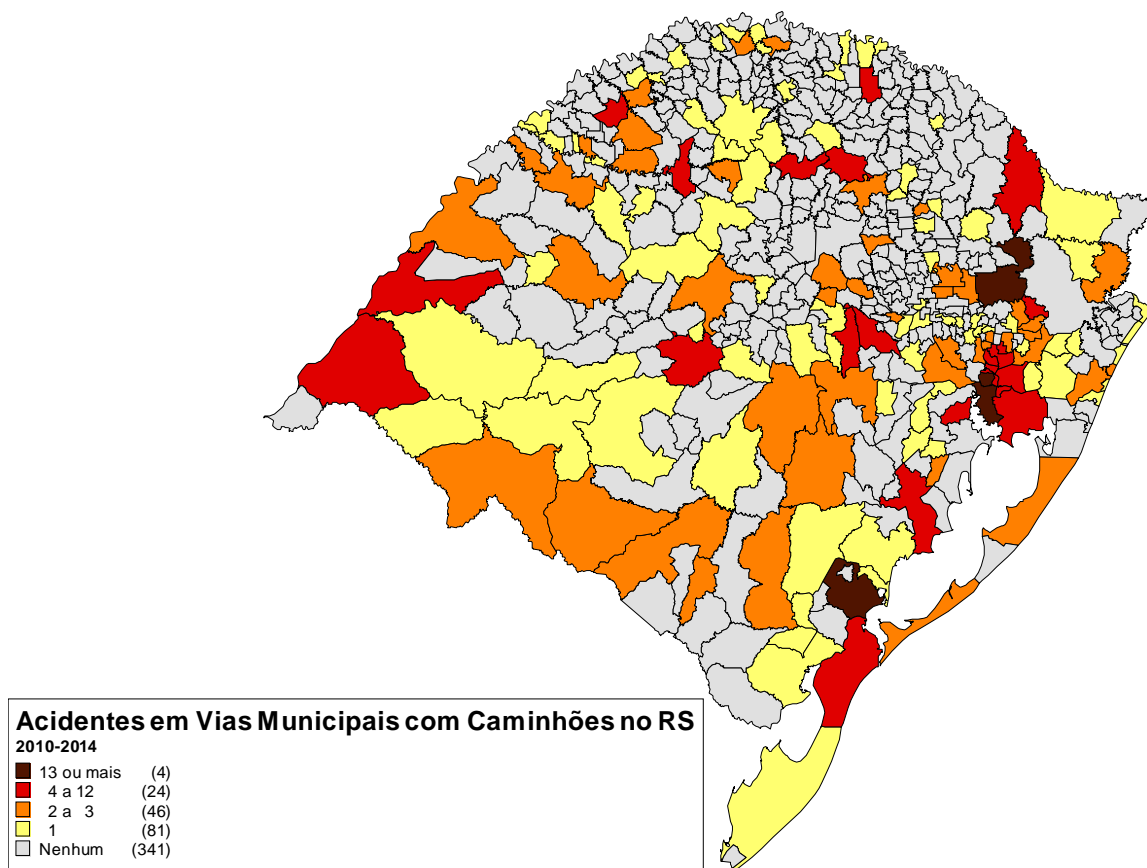 Acidentes em Vias Municipais com Caminhões no RS
2010-2014
13 ou mais (4)
4 a 12 (24)
2 a 3 (46)
1 (81)
Nenhum (341)